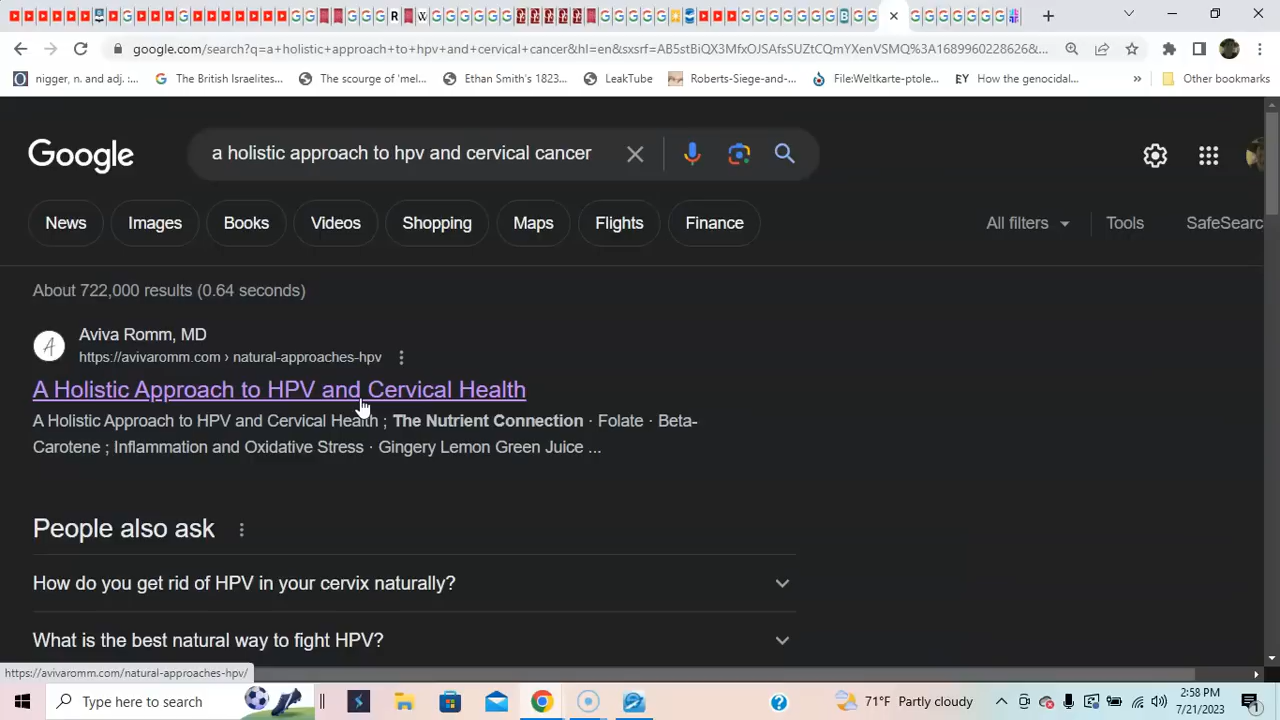 google.com/search?q=a+holistic+approach+to+hpv+and+cervical+cancer&hl=en&sxsrf=AB5stBiQX3MfxOJSAfsSUZtCQmYXenVSMQ%3A16899602286268&...
nigger, n. and adj. :...
The British Israelites...
The scourge of 'mel...
Ethan Smith's 1823...
LeakTube
Roberts-Siege-and-...
File:Weltkarte-ptole...
EY
How the genocidal...
»
Other bookmarks
Google
a holistic approach to hpv and cervical cancer
News
Images
Books
Videos
Shopping
Maps
Flights
Finance
All filters
Tools
SafeSearc
About 722,000 results (0.64 seconds)
A
Aviva Romm, MD
https://avivaromm.com › natural-approaches-hpv
A Holistic Approach to HPV and Cervical Health
A Holistic Approach to HPV and Cervical Health ; The Nutrient Connection · Folate · Beta-
Carotene ; Inflammation and Oxidative Stress · Gingery Lemon Green Juice ...
People also ask
How do you get rid of HPV in your cervix naturally?
What is the best natural way to fight HPV?
https://avivaromm.com/natural-approaches-hpv/
Type here to search
71°F Partly cloudy
2:58 PM
7/21/2023